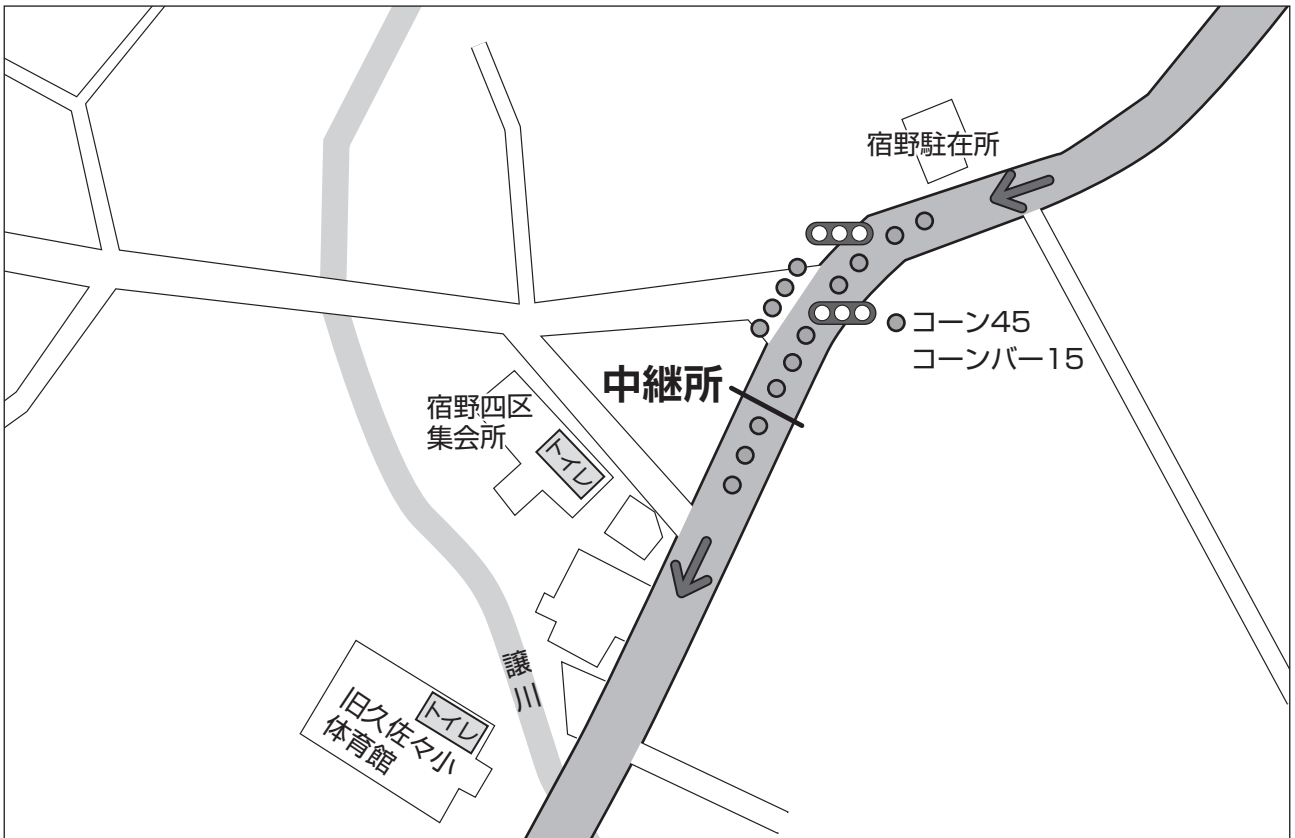 宿野駐在所
コーン45
コーンバー15
中継所
宿野四区
集会所
トイレ
譲川
トイレ
旧久佐々小
体育館